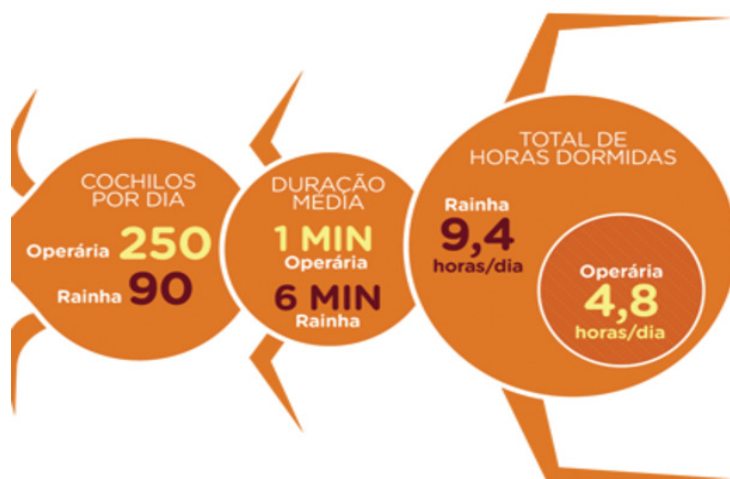 COCHILOS
POR DIA
Operária 250
Rainha 90
DURAÇÃO
MÉDIA
1 MIN
Operária
6 MIN
Rainha
TOTAL DE
HORAS DORMIDAS
Rainha
9,4
horas/dia
Operária
4,8
horas/dia